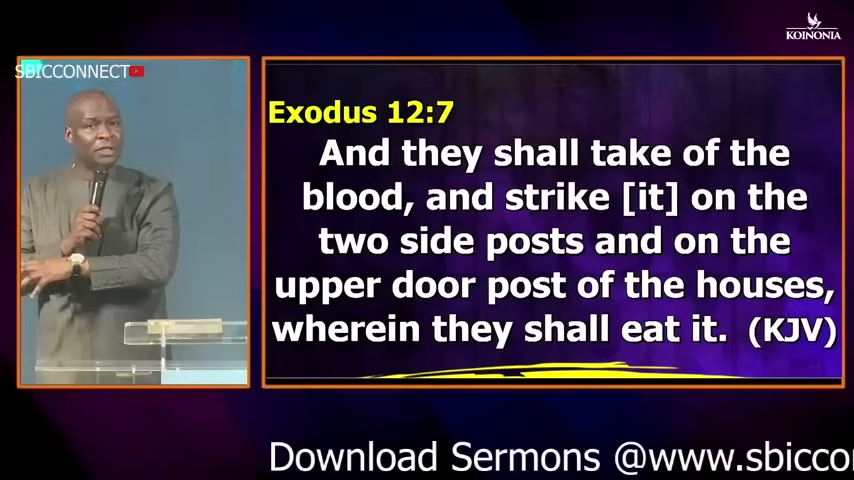 KOINONIA
SBICCONNECT
Exodus 12:7
And they shall take of the
blood, and strike [it] on the
two side posts and on the
upper door post of the houses,
wherein they shall eat it. (KJV)
Download Sermons @www.sbicco